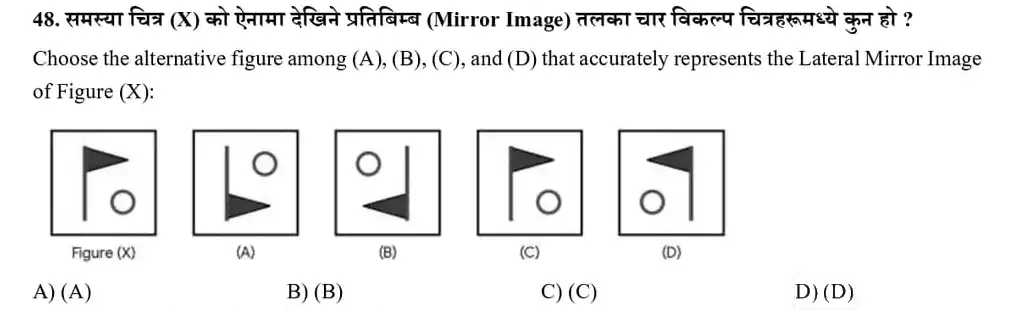 48. समस्या चित्र (X) को ऐनामा देखिने प्रतिबिम्ब (Mirror Image) तलका चार विकल्प चित्रहरूमध्ये कुन हो ?
Choose the alternative figure among (A), (B), (C), and (D) that accurately represents the Lateral Mirror Image
of Figure (X):
Figure (X) (A) (B) (C) (D)
A) (A) B) (B) C) (C) D) (D)